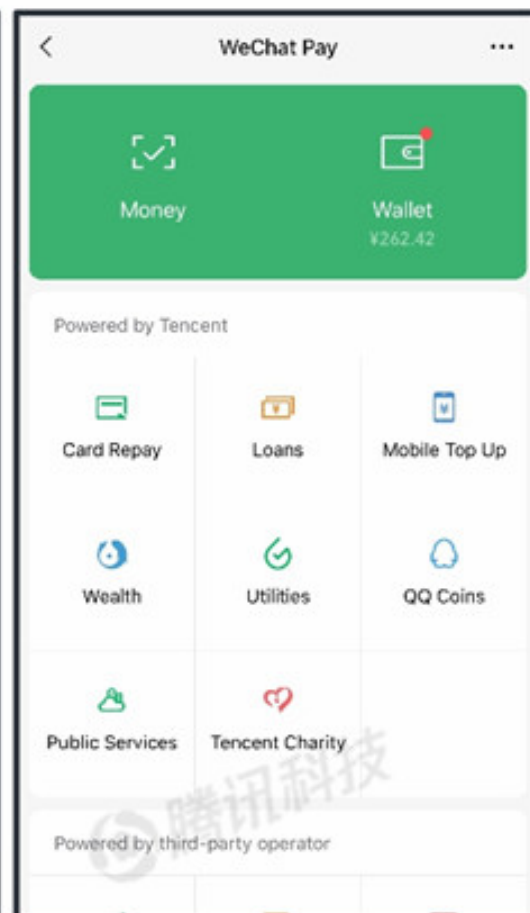 WeChat Pay
Money
Wallet
¥262.42
Powered by Tencent
Card Repay
Loans
Mobile Top Up
Wealth
Utilities
QQ Coins
Public Services
Tencent Charity
腾讯科技
Powered by third-party operator